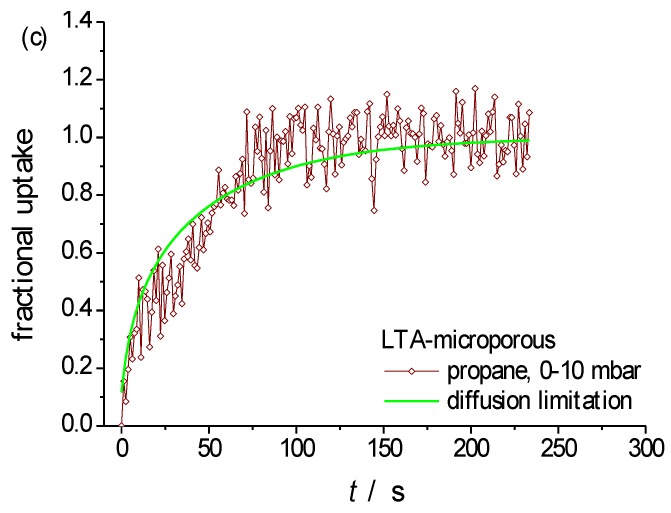 (c)
1.4
1.2
1.0
0.8
0.6
0.4
0.2
0.0
fractional uptake
LTA-microporous
propane, 0-10 mbar
diffusion limitation
0 50 100 150 200 250 300
t / s